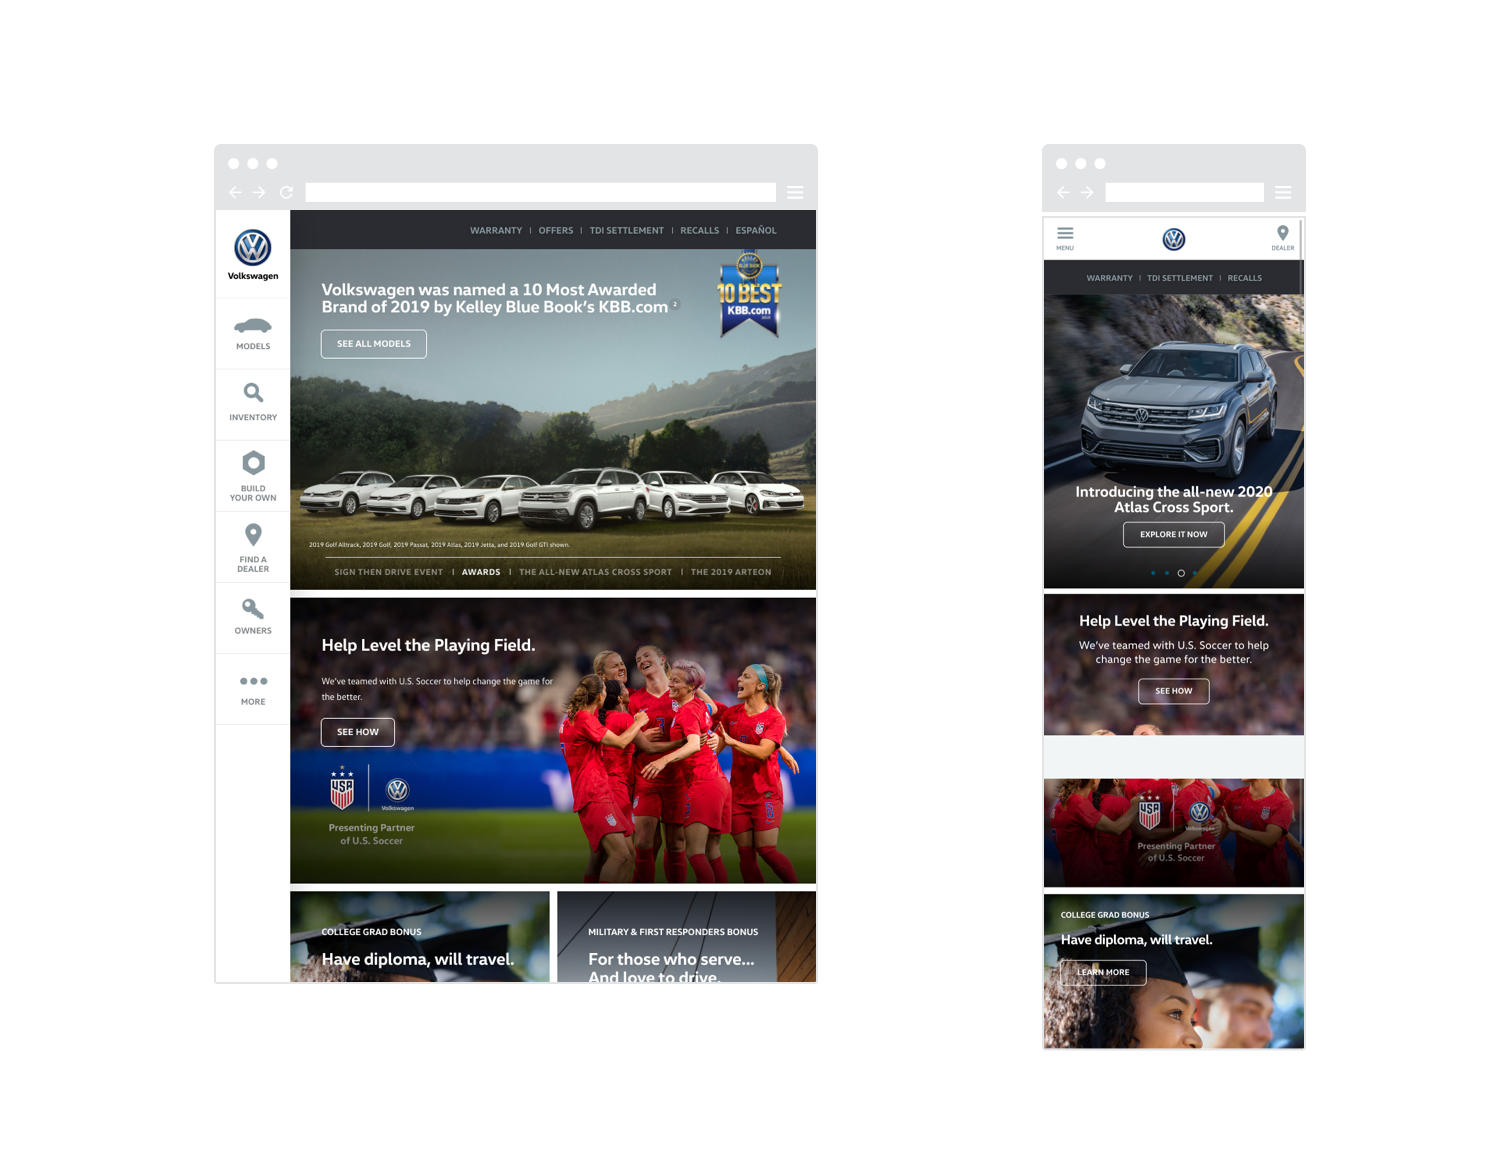 Volkswagen
MODELS
INVENTORY
BUILD
YOUR OWN
FIND A
DEALER
OWNERS
MORE
WARRANTY | OFFERS | TDI SETTLEMENT | RECALLS | ESPAÑOL
Volkswagen was named a 10 Most Awarded
Brand of 2019 by Kelley Blue Book’s KBB.com 2
SEE ALL MODELS
BLUE BOOK
10 BEST
KBB.com
2019 Golf Alltrack, 2019 Golf, 2019 Passat, 2019 Atlas, 2019 Jetta, and 2019 Golf GTI shown.
SIGN THEN DRIVE EVENT | AWARDS | THE ALL-NEW ATLAS CROSS SPORT | THE 2019 ARTEON
Help Level the Playing Field.
We’ve teamed with U.S. Soccer to help change the game for
the better.
SEE HOW
USA
Volkswagen
Presenting Partner
of U.S. Soccer
COLLEGE GRAD BONUS
Have diploma, will travel.
MILITARY & FIRST RESPONDERS BONUS
For those who serve...
And love to drive.
MENU
DEALER
WARRANTY | TDI SETTLEMENT | RECALLS
Introducing the all-new 2020
Atlas Cross Sport.
EXPLORE IT NOW
Help Level the Playing Field.
We’ve teamed with U.S. Soccer to help
change the game for the better.
SEE HOW
USA
Volkswagen
Presenting Partner
of U.S. Soccer
COLLEGE GRAD BONUS
Have diploma, will travel.
LEARN MORE